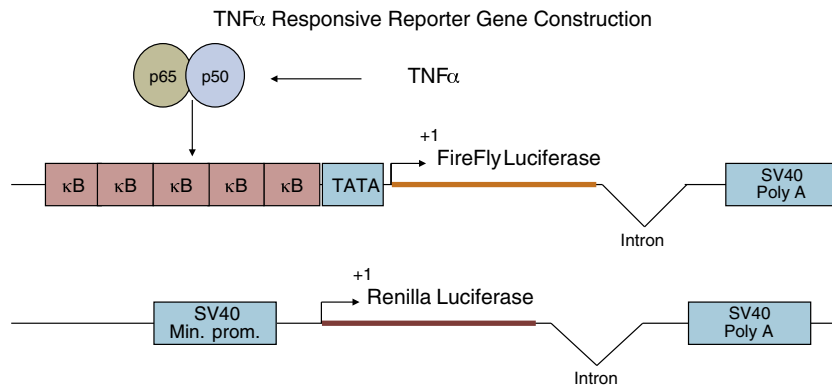 TNFα Responsive Reporter Gene Construction
p65 p50
TNFα
+1
FireFly Luciferase
κB κB κB κB κB TATA
SV40
Poly A
Intron
+1
Renilla Luciferase
SV40
Min. prom.
SV40
Poly A
Intron